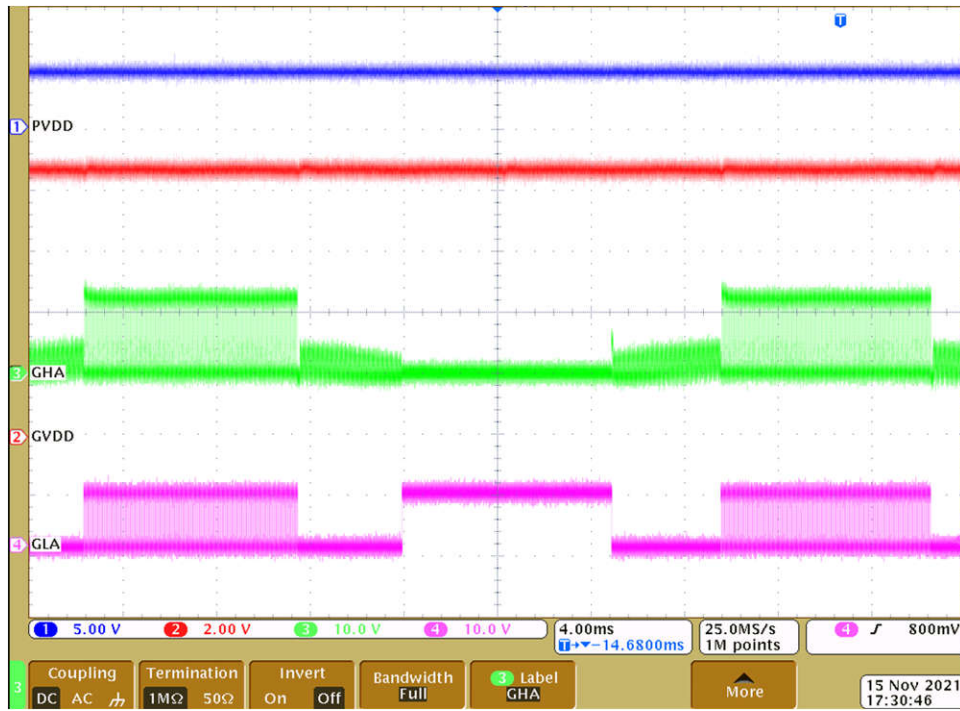 T
1 PVDD
3 GHA
2 GVDD
4 GLA
1 5.00 V 2 2.00 V 3 10.0 V 4 10.0 V
4.00ms
T→▼−14.6800ms
25.0MS/s
1M points
4 800mV
3
Coupling
DC AC
Termination
1MΩ 50Ω
Invert
On Off
Bandwidth
Full
3 Label
GHA
More
15 Nov 2021
17:30:46